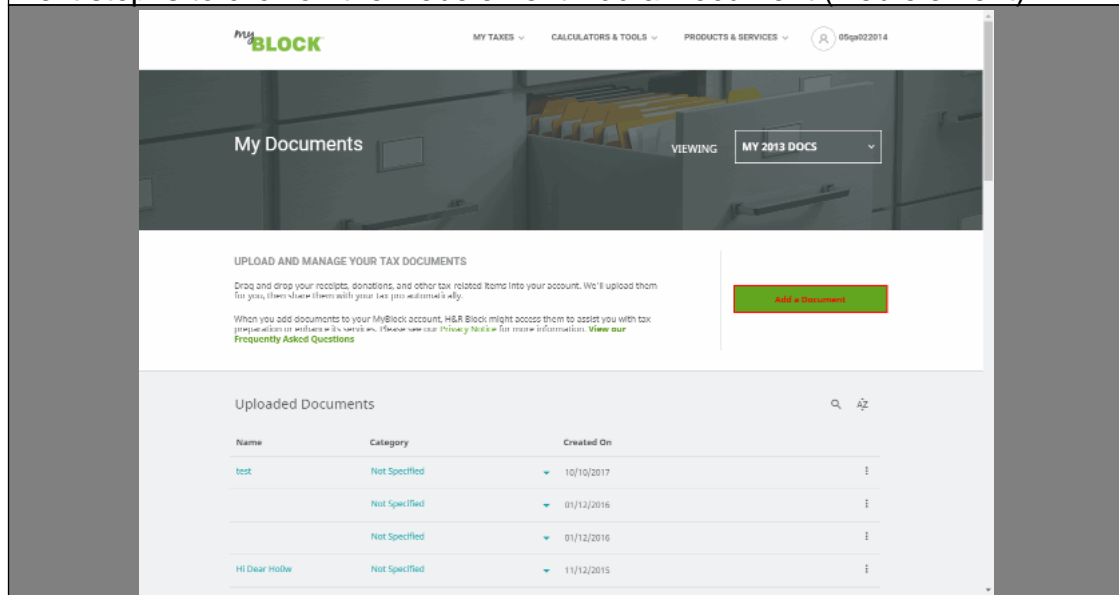 my BLOCK
MY TAXES
CALCULATORS & TOOLS
PRODUCTS & SERVICES
05qa022014
My Documents
VIEWING
MY 2013 DOCS
UPLOAD AND MANAGE YOUR TAX DOCUMENTS
Drag and drop your receipts, donations, and other tax related items into your account. We'll upload them
for you, then share them with your tax pro automatically.
Add a Document
When you add documents to your MyBlock account, H&R Block might access them to assist you with tax
preparation or enhance its services. Please see our Privacy Notice for more information. View our
Frequently Asked Questions
Uploaded Documents
AZ
Name Category Created On
test Not Specified 10/10/2017
Not Specified 01/12/2016
Not Specified 01/12/2016
Hi Dear Not Specified 11/12/2015